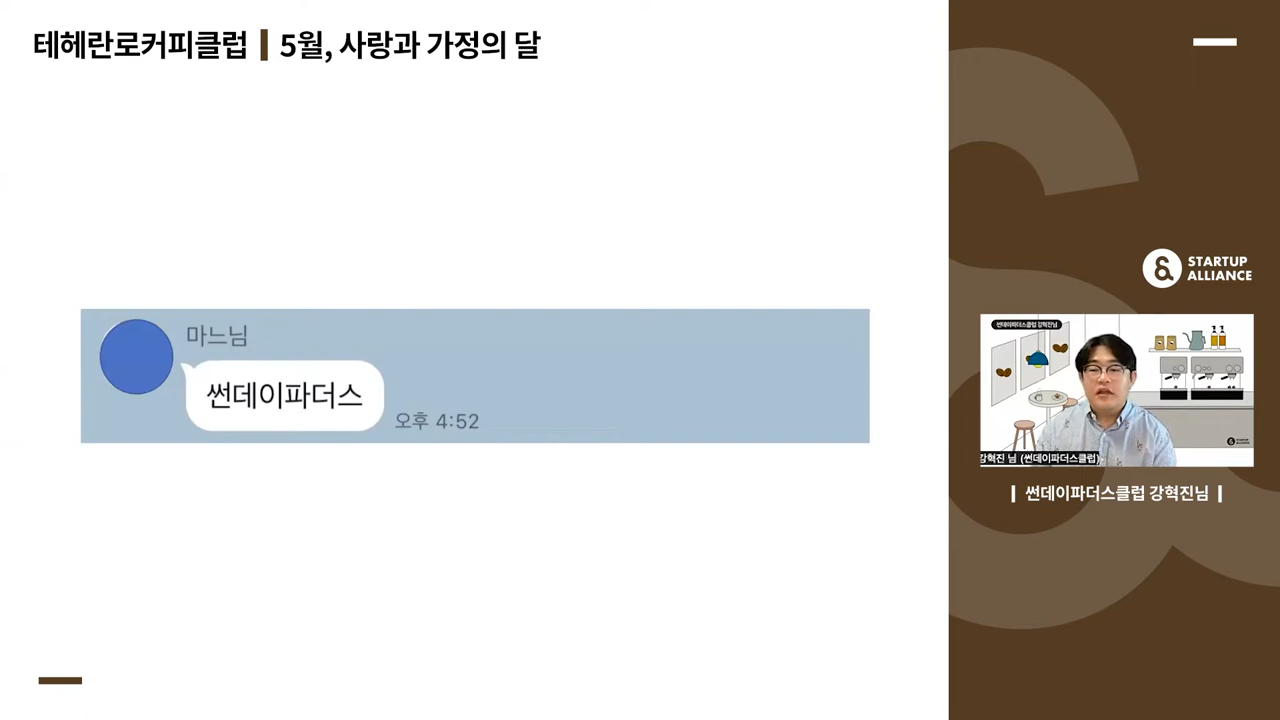 테헤란로커피클럽 | 5월, 사랑과 가정의 달
마느님
썬데이파더스
오후 4:52
STARTUP
ALLIANCE
썬데이파더스클럽 강혁진님
STARTUP
ALLIANCE
강혁진 님 (썬데이파더스클럽)
| 썬데이파더스클럽 강혁진님 |